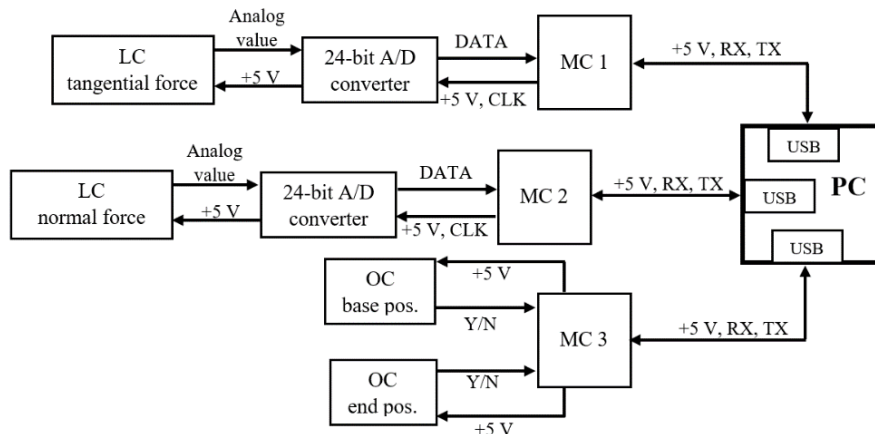 LC
tangential force
Analog
value
+5 V
24-bit A/D
converter
DATA
+5 V, CLK
MC 1
+5 V, RX, TX
LC
normal force
Analog
value
+5 V
24-bit A/D
converter
DATA
+5 V, CLK
MC 2
+5 V, RX, TX
USB
USB
USB
PC
OC
base pos.
+5 V
Y/N
MC 3
+5 V, RX, TX
OC
end pos.
Y/N
+5 V